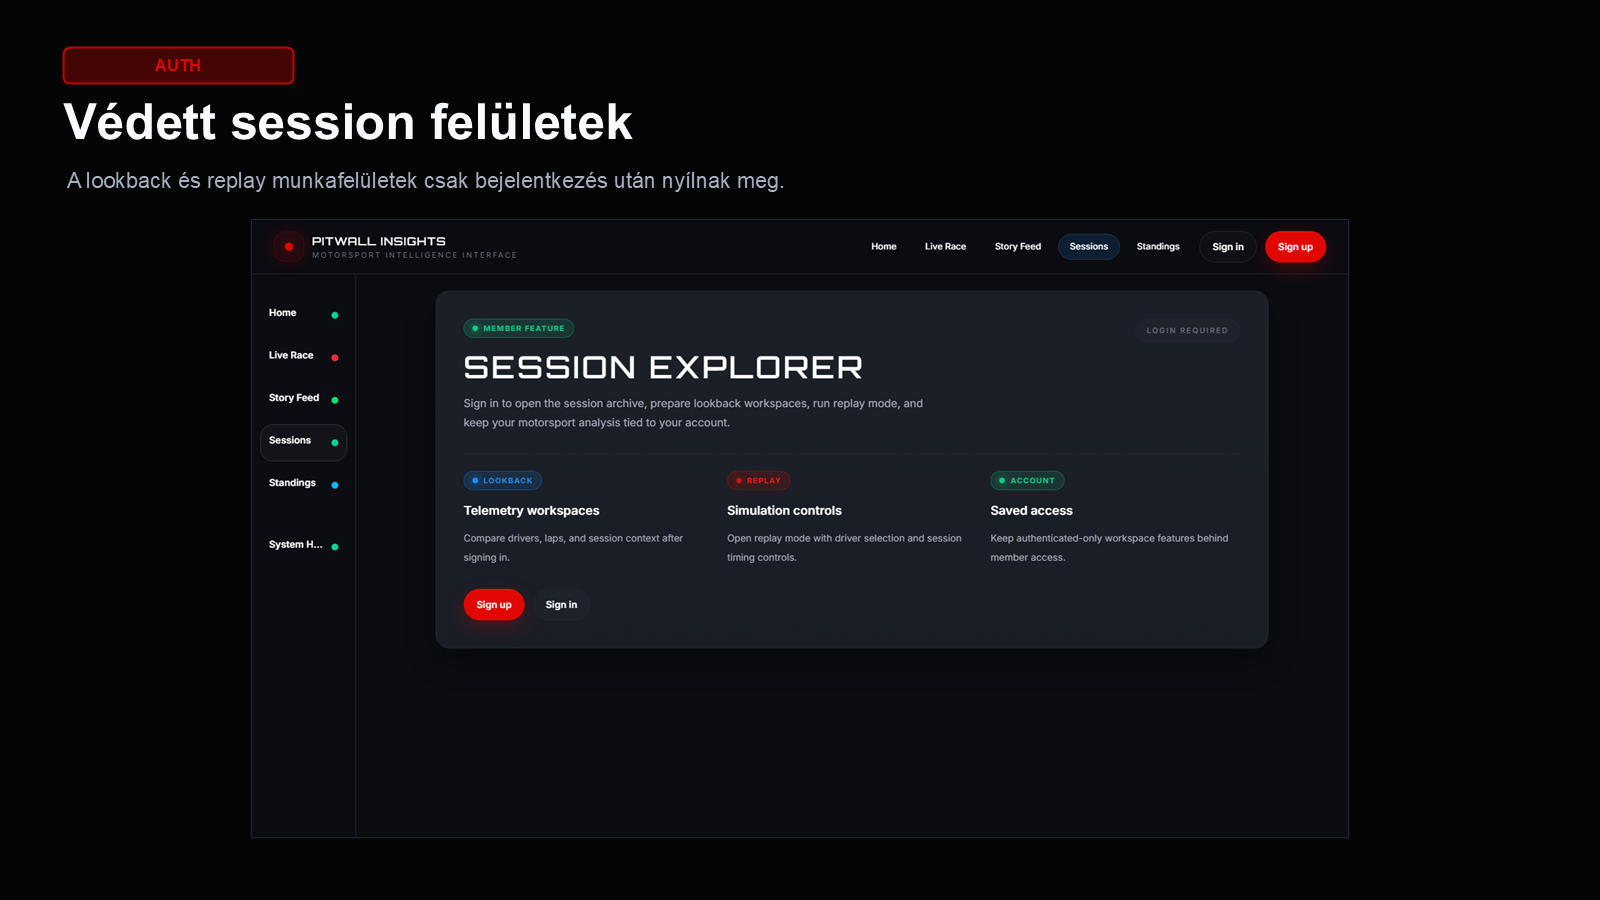 AUTH
Védett session felületek
A lookback és replay munkafelületek csak bejelentkezés után nyílnak meg.
PITWALL INSIGHTS
MOTORSPORT INTELLIGENCE INTERFACE
Home
Live Race
Story Feed
Sessions
Standings
Sign in
Sign up
Home
Live Race
Story Feed
Sessions
Standings
System H...
MEMBER FEATURE
LOGIN REQUIRED
SESSION EXPLORER
Sign in to open the session archive, prepare lookback workspaces, run replay mode, and
keep your motorsport analysis tied to your account.
LOOKBACK
Telemetry workspaces
Compare drivers, laps, and session context after
signing in.
REPLAY
Simulation controls
Open replay mode with driver selection and session
timing controls.
ACCOUNT
Saved access
Keep authenticated-only workspace features behind
member access.
Sign up
Sign in